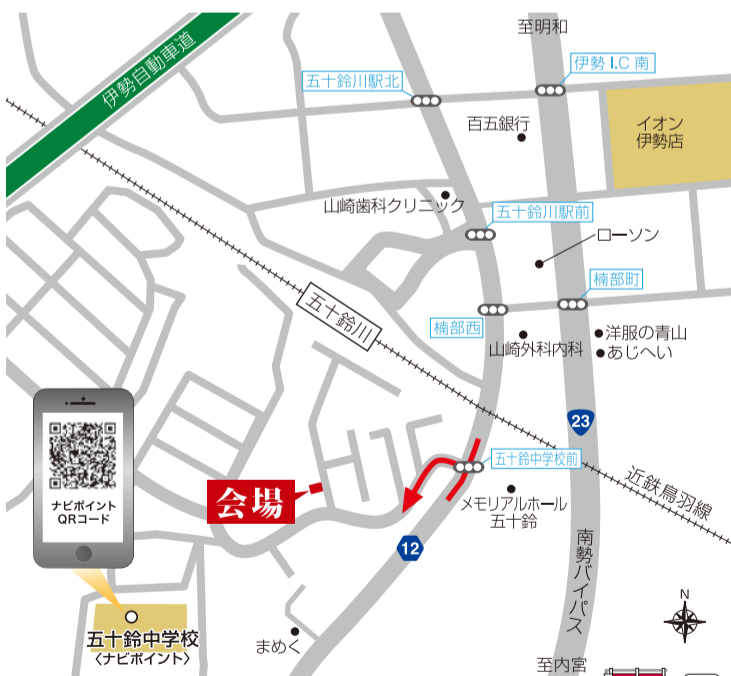 至明和
伊勢自動車道
伊勢 I.C 南
五十鈴川駅北
百五銀行
イオン
伊勢店
山崎歯科クリニック
五十鈴川駅前
ローソン
楠部町
五十鈴川
楠部西
山崎外科内科
洋服の青山
あじへい
23
五十鈴中学校前
近鉄鳥羽線
会場
メモリアルホール
五十鈴
ナビポイント
QRコード
12
南勢バイパス
N
五十鈴中学校
〈ナビポイント〉
まめく
至内宮